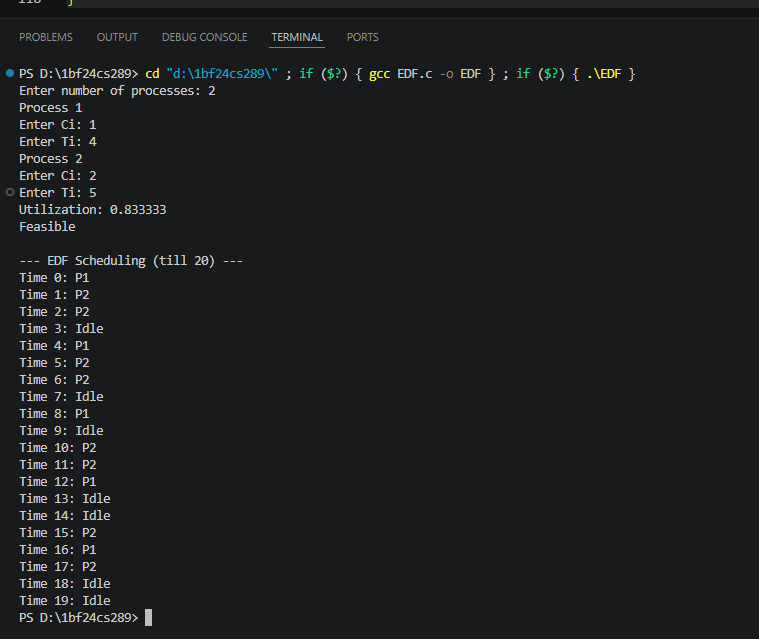 110 }
PROBLEMS OUTPUT DEBUG CONSOLE TERMINAL PORTS
PS D:\1bf24cs289> cd "d:\1bf24cs289\" ; if ($?) { gcc EDF.c -o EDF } ; if ($?) { .\EDF }
Enter number of processes: 2
Process 1
Enter Ci: 1
Enter Ti: 4
Process 2
Enter Ci: 2
Enter Ti: 5
Utilization: 0.833333
Feasible

--- EDF Scheduling (till 20) ---
Time 0: P1
Time 1: P2
Time 2: P2
Time 3: Idle
Time 4: P1
Time 5: P2
Time 6: P2
Time 7: Idle
Time 8: P1
Time 9: Idle
Time 10: P2
Time 11: P2
Time 12: P1
Time 13: Idle
Time 14: Idle
Time 15: P2
Time 16: P1
Time 17: P2
Time 18: Idle
Time 19: Idle
PS D:\1bf24cs289>